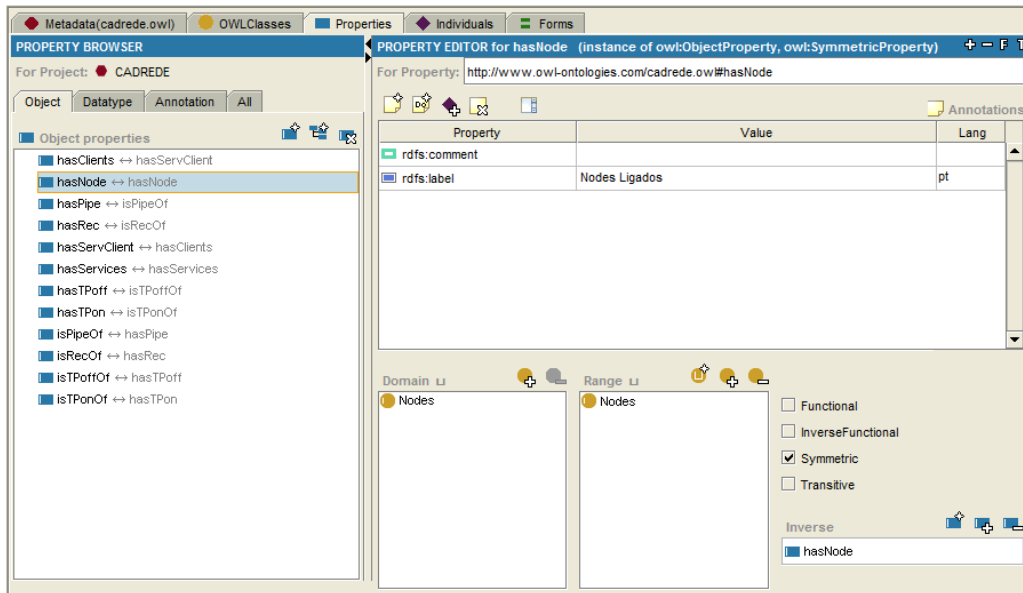 Metadata(cadrede.owl) OWLClasses Properties Individuals Forms
PROPERTY BROWSER
For Project: CADREDE
Object Datatype Annotation All
Object properties
hasClients ↔ hasServClient
hasNode ↔ hasNode
hasPipe ↔ isPipeOf
hasRec ↔ isRecOf
hasServClient ↔ hasClients
hasServices ↔ hasServices
hasTPoff ↔ isTPoffOf
hasTPon ↔ isTPonOf
isPipeOf ↔ hasPipe
isRecOf ↔ hasRec
isTPoffOf ↔ hasTPoff
isTPonOf ↔ hasTPon
PROPERTY EDITOR for hasNode (instance of owl:ObjectProperty, owl:SymmetricProperty) + − F T
For Property: http://www.owl-ontologies.com/cadrede.owl#hasNode
Annotations
Property Value Lang
rdfs:comment
rdfs:label Nodes Ligados pt
Domain ⊔
Nodes
Range ⊔
Nodes
Functional
InverseFunctional
Symmetric
Transitive
Inverse
hasNode